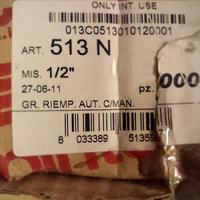 ONLY INT. USE
013C0513010120001
ART. 513 N
MIS. 1/2"
27-06-11
pz.
000
GR. RIEMP. AUT. C/MAN.
8 033389